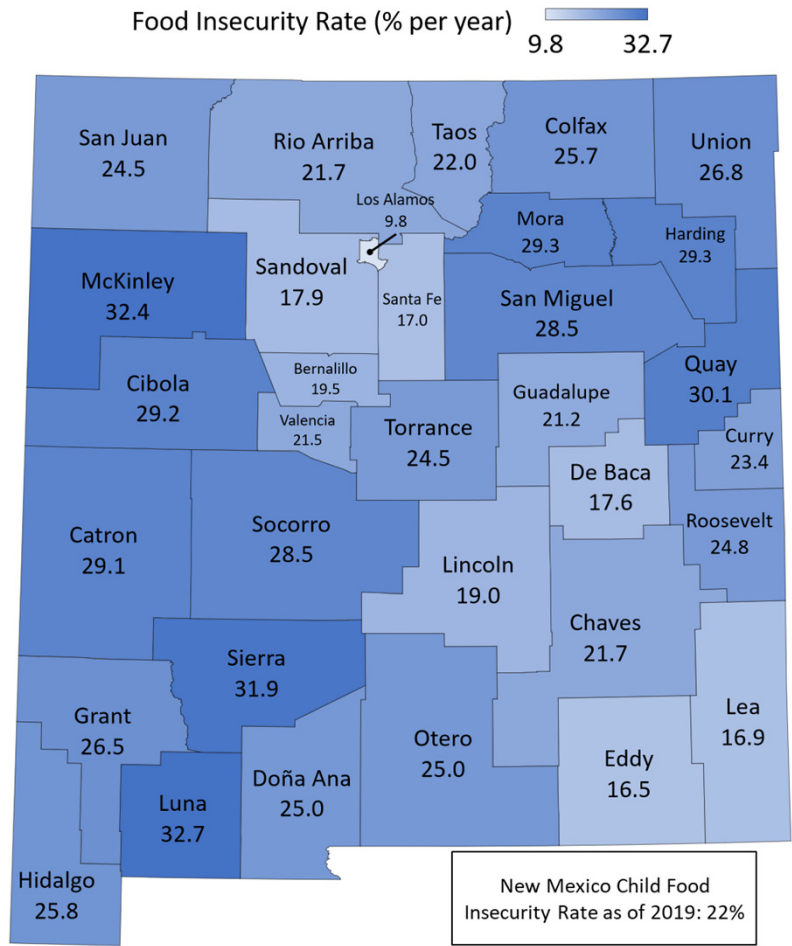 Food Insecurity Rate (% per year)
9.8
32.7
San Juan
24.5
Rio Arriba
21.7
Taos
22.0
Colfax
25.7
Union
26.8
Los Alamos
9.8
Mora
29.3
Harding
29.3
McKinley
32.4
Sandoval
17.9
Santa Fe
17.0
San Miguel
28.5
Cibola
29.2
Bernalillo
19.5
Quay
30.1
Valencia
21.5
Torrance
24.5
Guadalupe
21.2
Curry
23.4
De Baca
17.6
Roosevelt
24.8
Catron
29.1
Socorro
28.5
Lincoln
19.0
Chaves
21.7
Sierra
31.9
Grant
26.5
Luna
32.7
Doña Ana
25.0
Otero
25.0
Eddy
16.5
Lea
16.9
Hidalgo
25.8
New Mexico Child Food
Insecurity Rate as of 2019: 22%